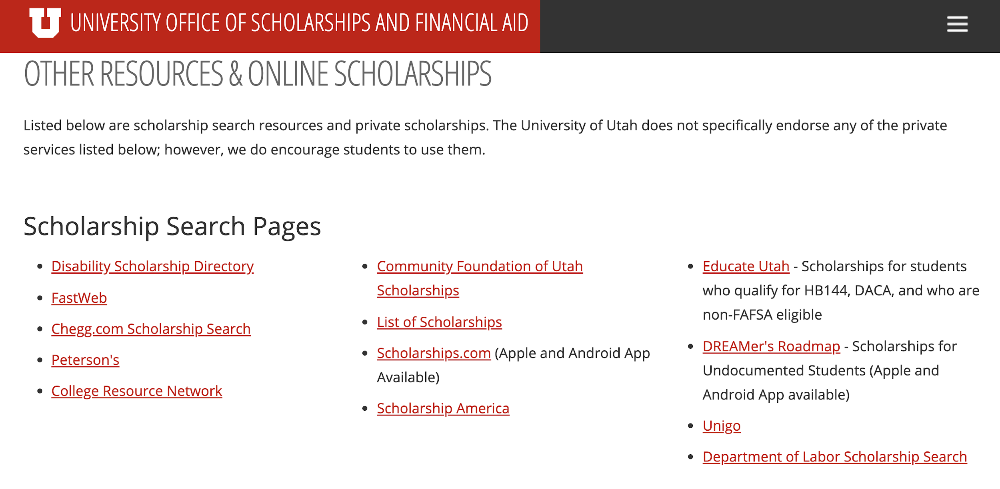 U UNIVERSITY OFFICE OF SCHOLARSHIPS AND FINANCIAL AID
OTHER RESOURCES & ONLINE SCHOLARSHIPS
Listed below are scholarship search resources and private scholarships. The University of Utah does not specifically endorse any of the private
services listed below; however, we do encourage students to use them.
Scholarship Search Pages
Disability Scholarship Directory
FastWeb
Chegg.com Scholarship Search
Peterson's
College Resource Network
Community Foundation of Utah
Scholarships
List of Scholarships
Scholarships.com (Apple and Android App
Available)
Scholarship America
Educate Utah - Scholarships for students
who qualify for HB144, DACA, and who are
non-FAFSA eligible
DREAMer's Roadmap - Scholarships for
Undocumented Students (Apple and
Android App available)
Unigo
Department of Labor Scholarship Search